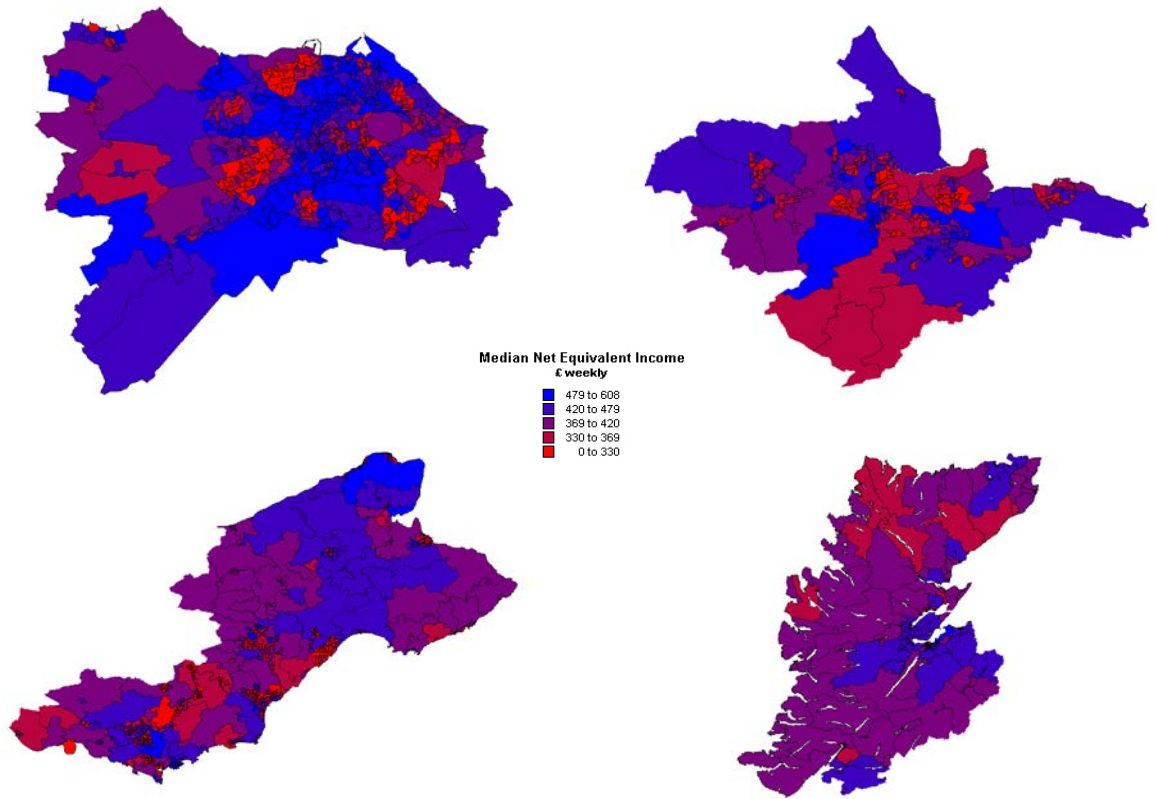 Median Net Equivalent Income
£ weekly
479 to 608
420 to 479
369 to 420
330 to 369
0 to 330